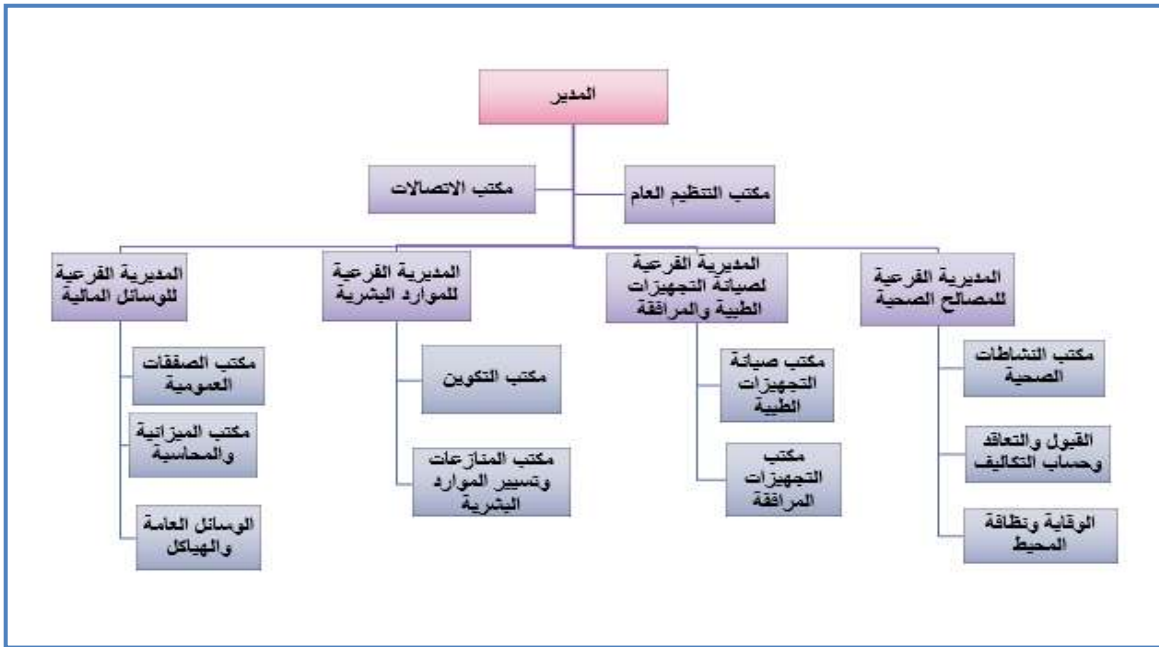 المدير
مكتب التنظيم العام
مكتب الاتصالات
المديرية الفرعية
للمصالح الصحية
المديرية الفرعية
لصيانة التجهيزات
الطبية والمرافقة
المديرية الفرعية
للموارد البشرية
المديرية الفرعية
للوسائل المالية
مكتب النشاطات
الصحية
القبول والتعاقد
وحساب التكاليف
الوقاية ونظافة
المحيط
مكتب صيانة
التجهيزات
الطبية
مكتب
التجهيزات
المرافقة
مكتب التكوين
مكتب المنازعات
وتسيير الموارد
البشرية
مكتب الصفقات
العمومية
مكتب الميزانية
والمحاسبة
الوسائل العامة
والهياكل